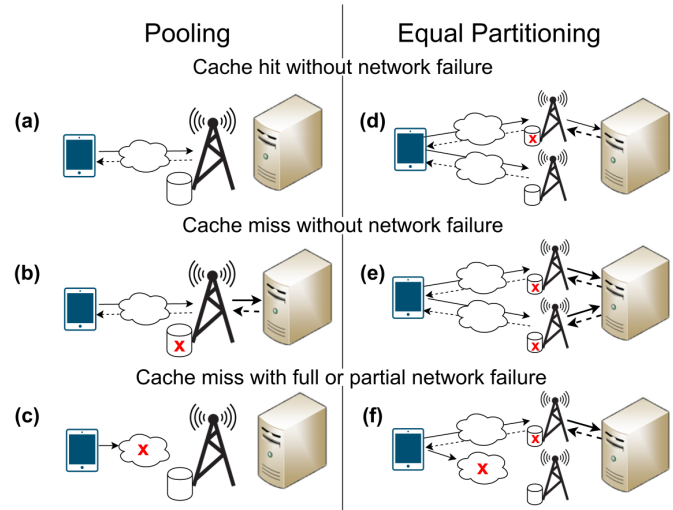 Pooling
Equal Partitioning
Cache hit without network failure
(a)
(d)
x
Cache miss without network failure
(b)
x
(e)
x
x
Cache miss with full or partial network failure
(c)
x
(f)
x
x